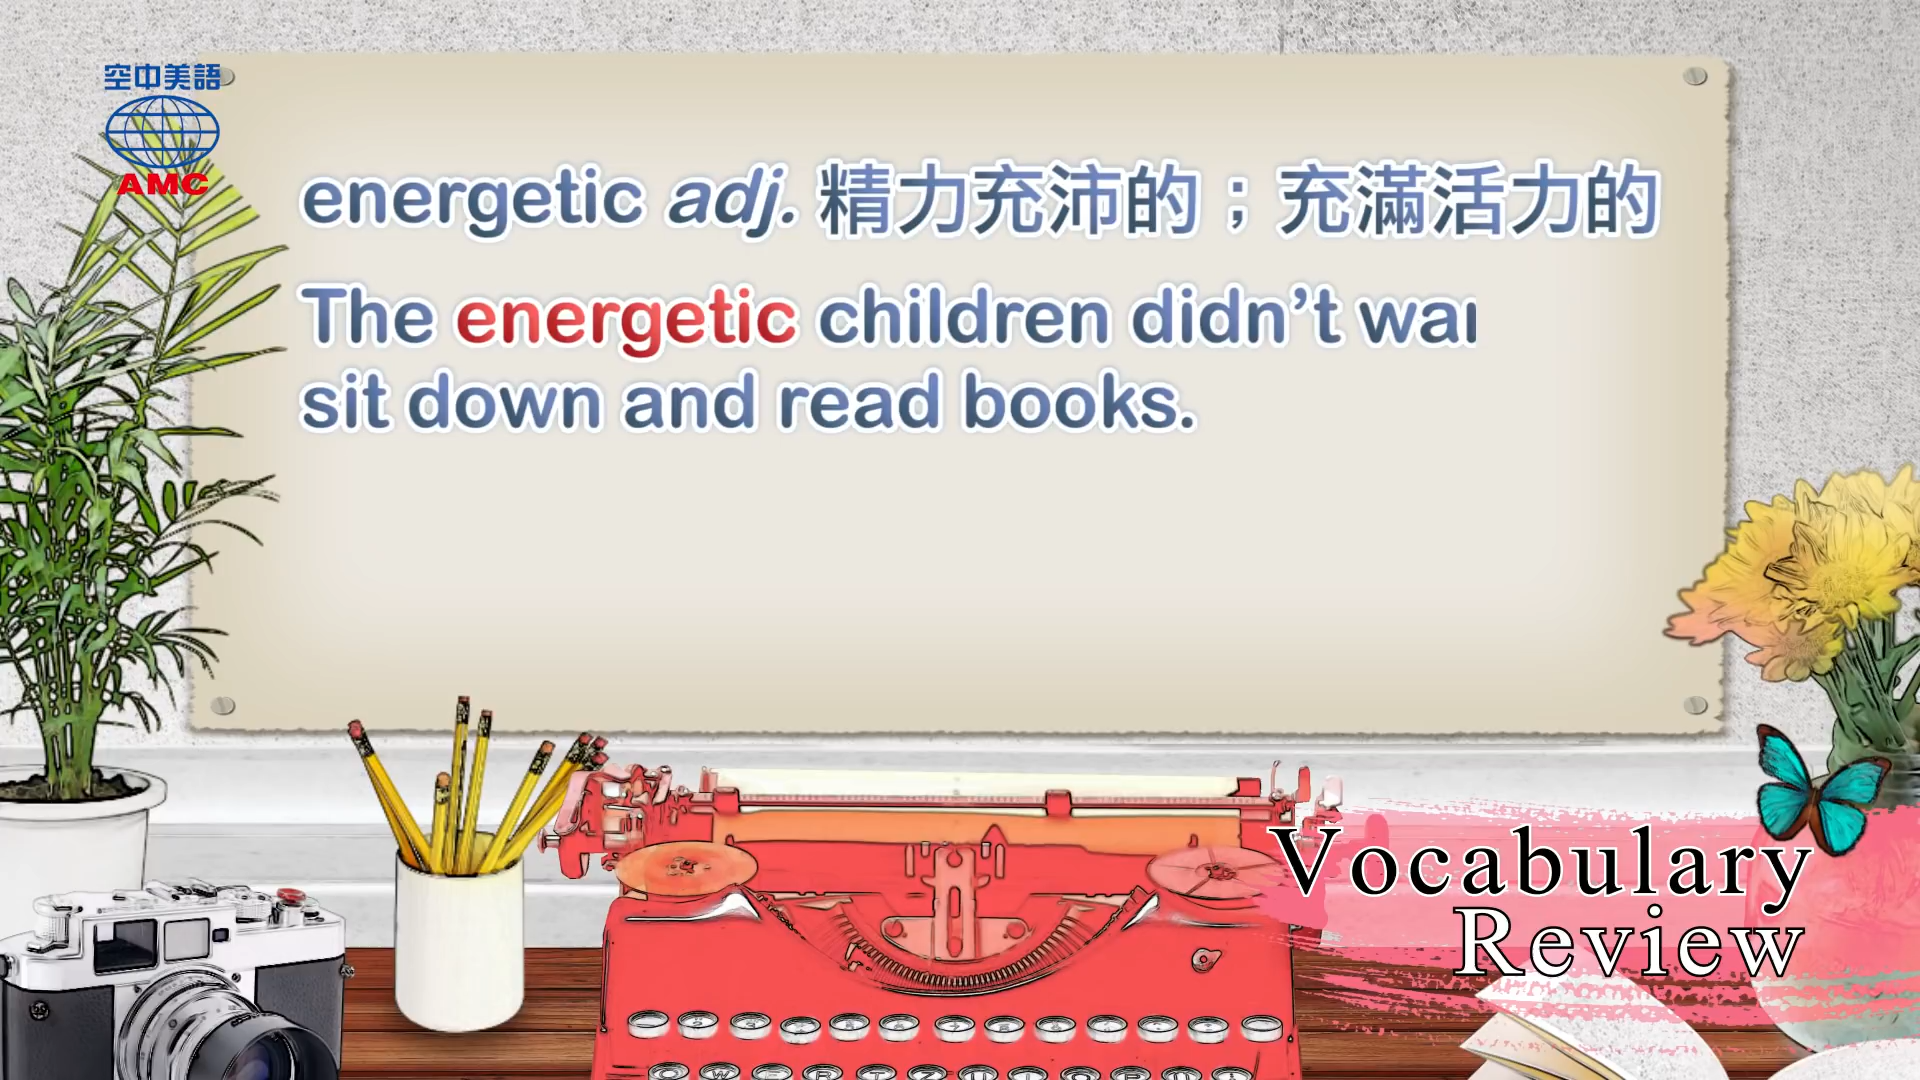 空中美語
AMC
energetic adj. 精力充沛的；充滿活力的
The energetic children didn't
sit down and read books.
Vocabulary
Review